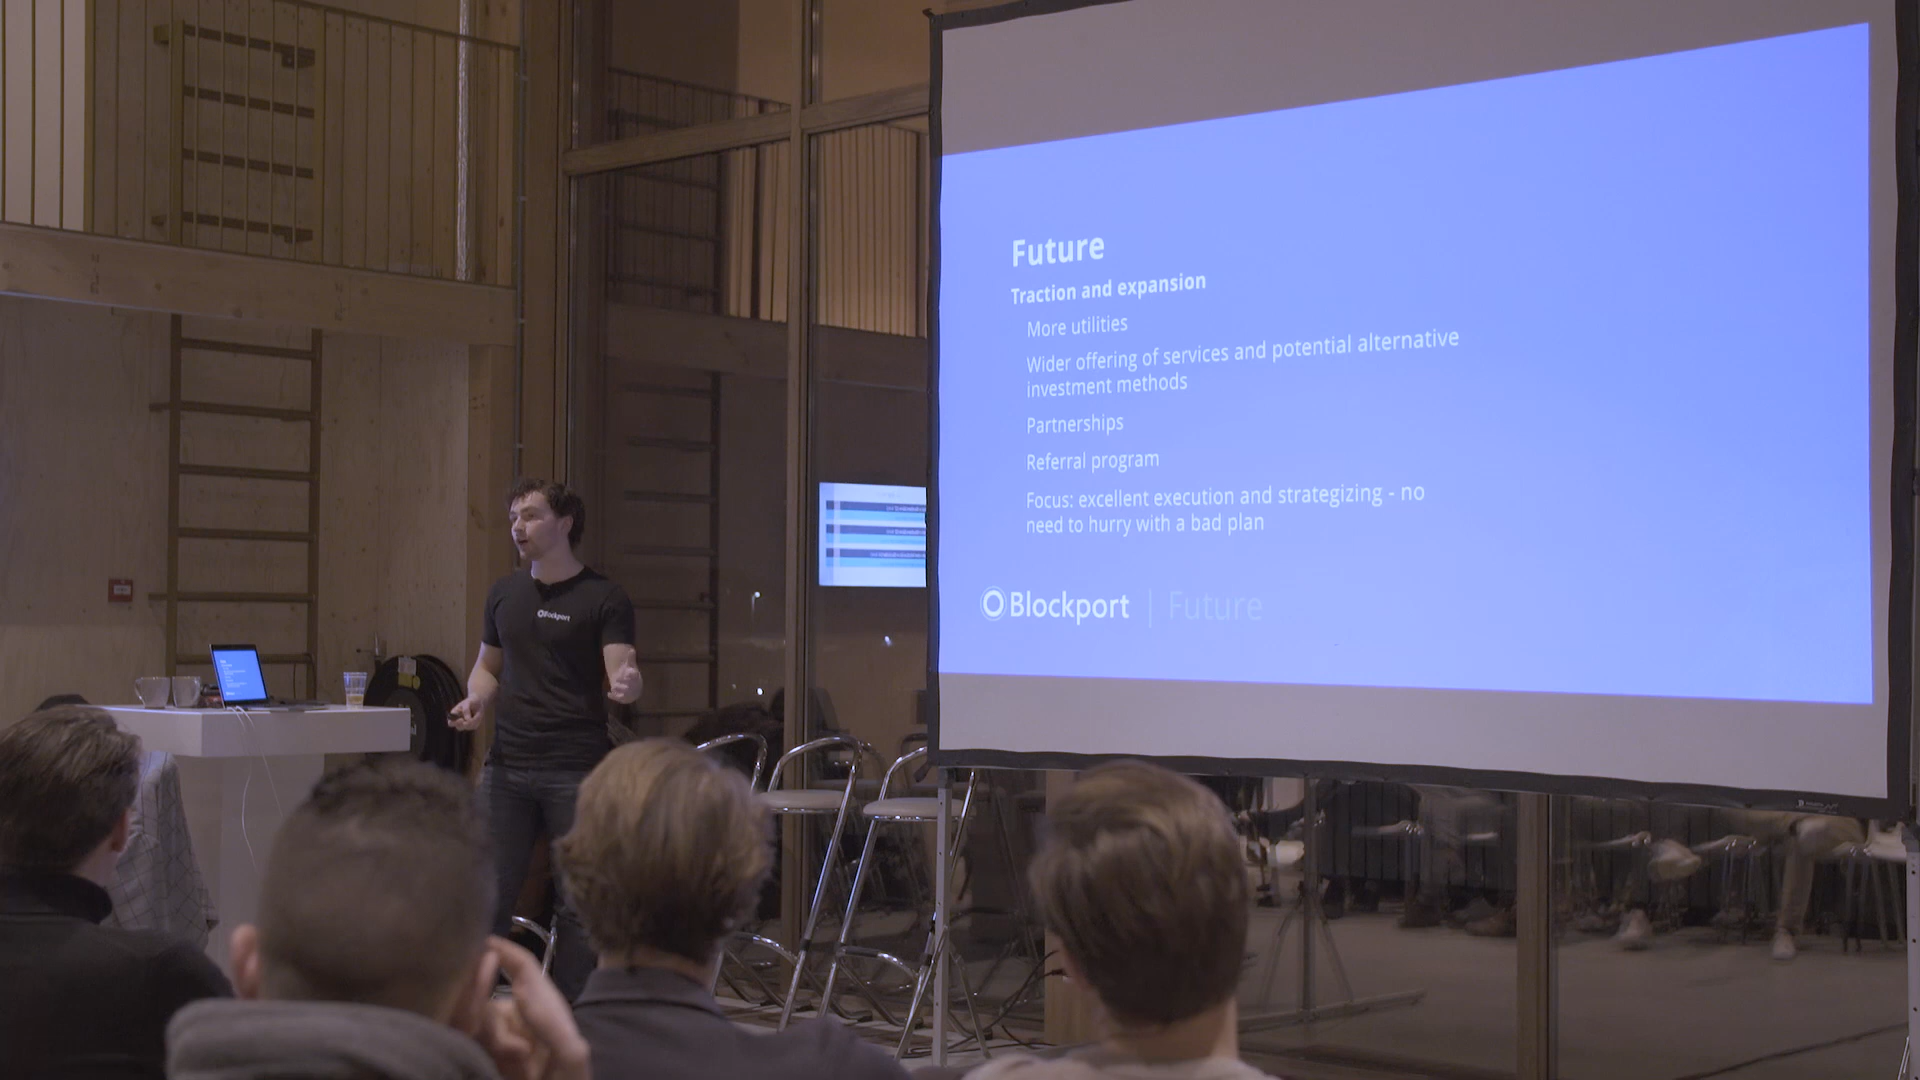 Future
Traction and expansion
More utilities
Wider offering of services and potential alternative
investment methods
Partnerships
Referral program
Focus: excellent execution and strategizing - no
need to hurry with a bad plan
Blockport | Future
Blockport